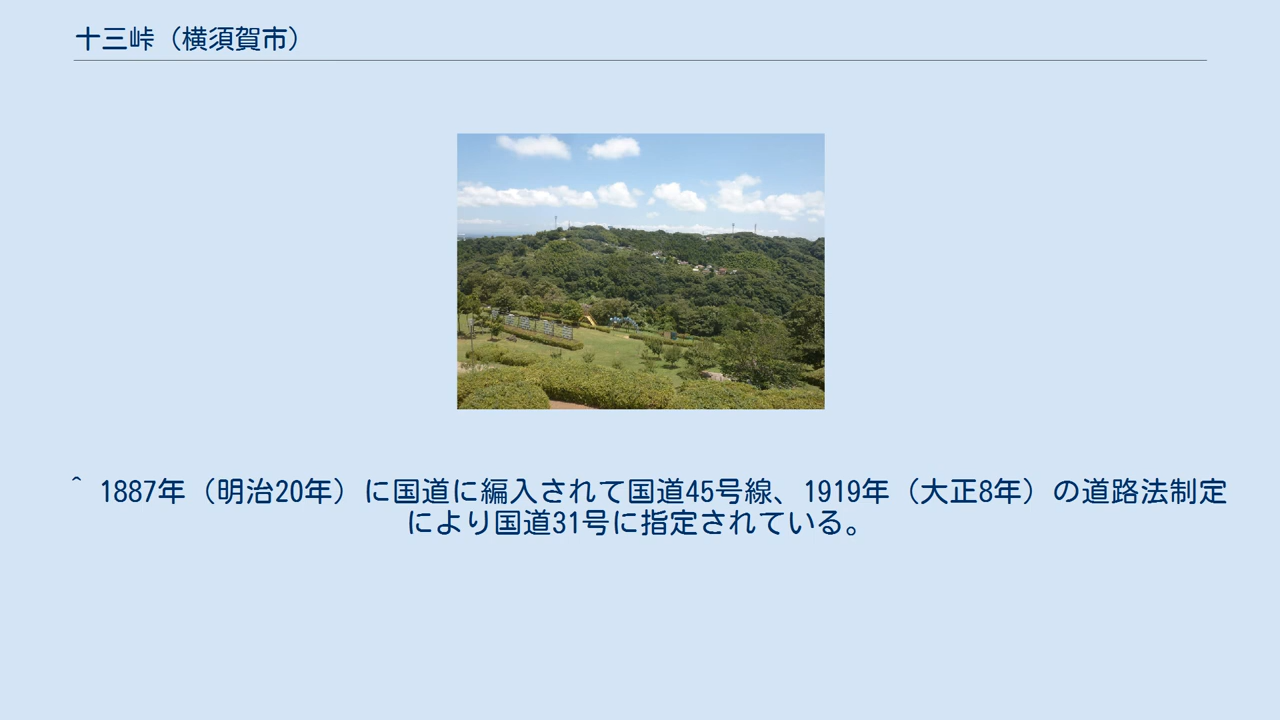 十三峠（横須賀市）
^ 1887年（明治20年）に国道に編入されて国道45号線、1919年（大正8年）の道路法制定
により国道31号に指定されている。